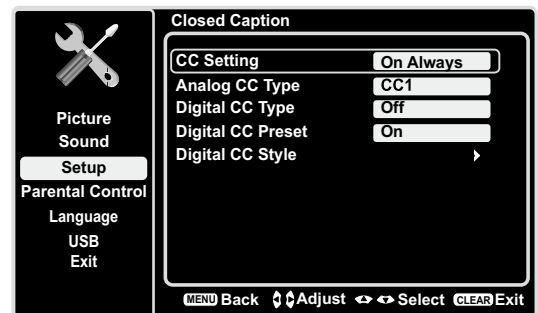 Closed Caption
CC Setting On Always
Analog CC Type CC1
Digital CC Type Off
Digital CC Preset On
Digital CC Style
Picture
Sound
Setup
Parental Control
Language
USB
Exit
MENU Back Adjust Select CLEAR Exit